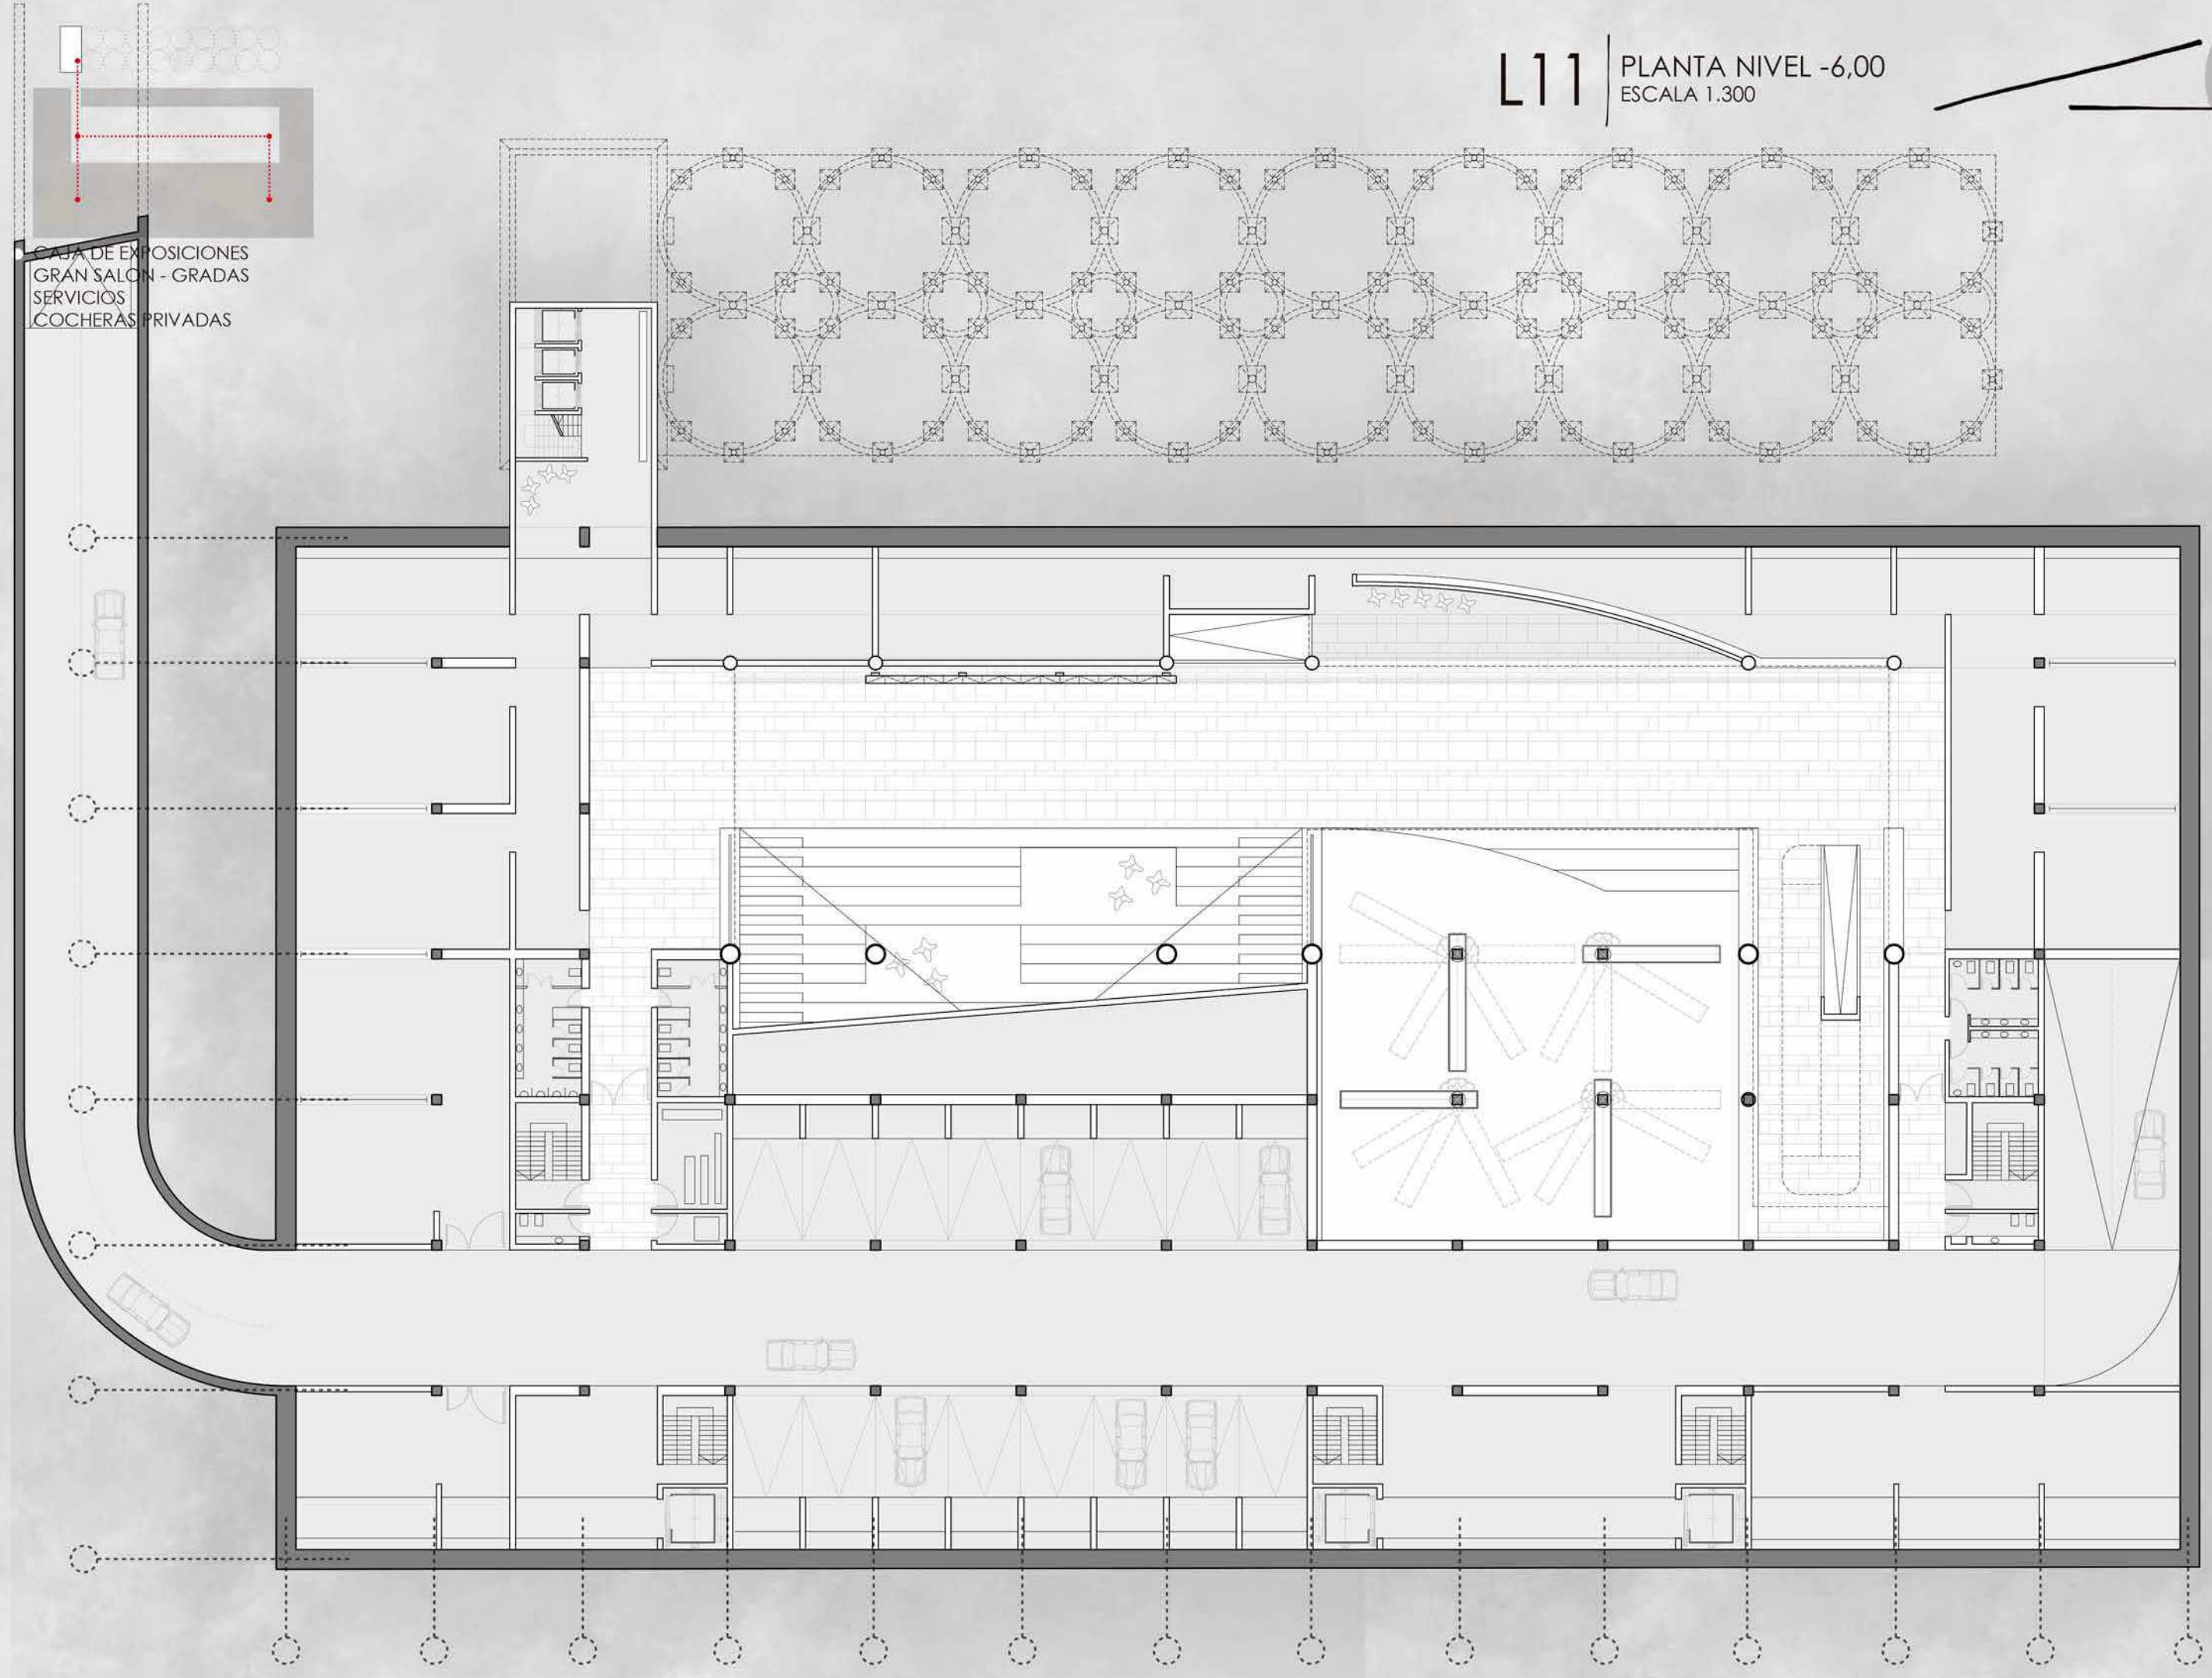 L11
PLANTA NIVEL -6,00
ESCALA 1.300
CAJA DE EXPOSICIONES
GRAN SALON - GRADAS
SERVICIOS
COCHERAS PRIVADAS